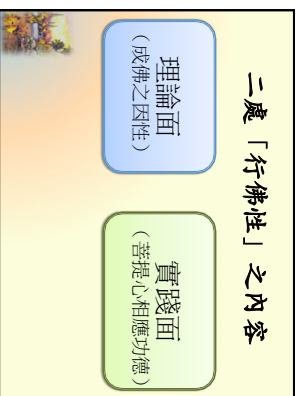 二處「行佛性」之內容
理論面
（成佛之因性）
實踐面
（菩提心相應功德）